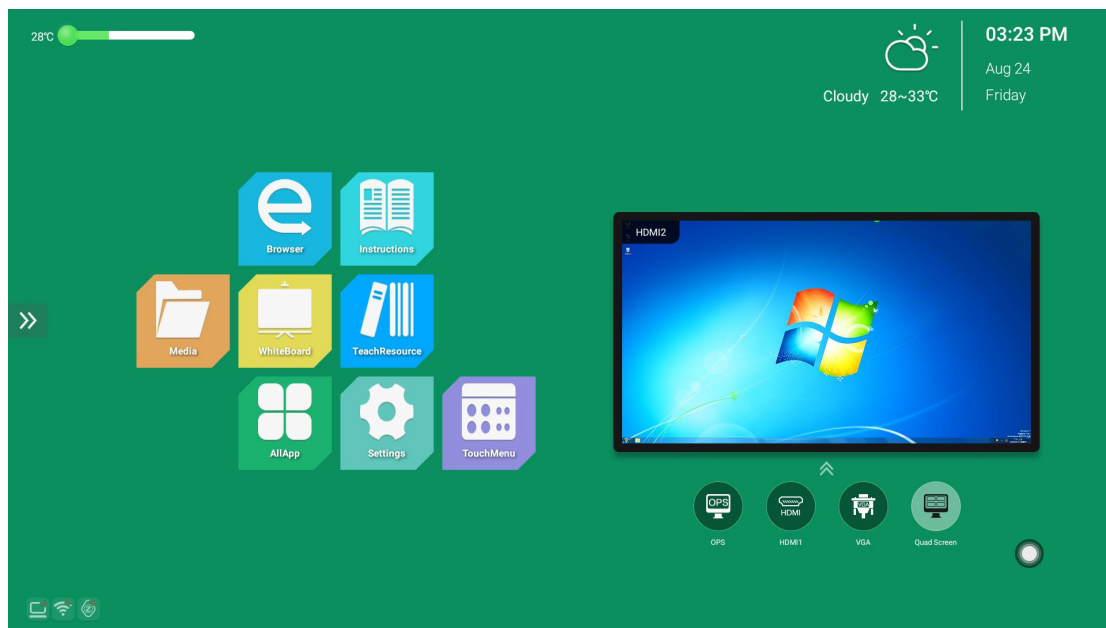 28℃
03:23 PM
Aug 24
Cloudy 28~33℃
Friday
Browser
Instructions
HDMI2
Media
WhiteBoard
TeachResource
AllApp
Settings
TouchMenu
OPS
HDMI
VGA
OPS
HDMI1
VGA
Quad Screen